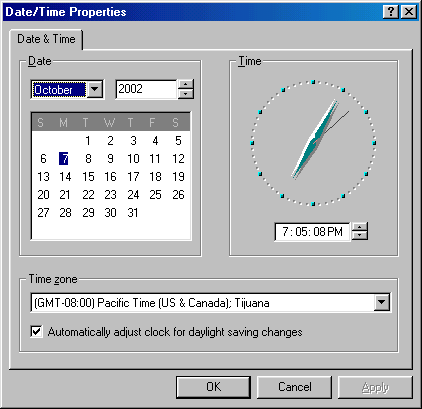 Date/Time Properties
Date & Time
Date
Time
October
2002
S M T W T F S
1 2 3 4 5
6 7 8 9 10 11 12
13 14 15 16 17 18 19
20 21 22 23 24 25 26
27 28 29 30 31
7:05:08 PM
Time zone
(GMT-08:00) Pacific Time (US & Canada); Tijuana
Automatically adjust clock for daylight saving changes
OK
Cancel
Apply